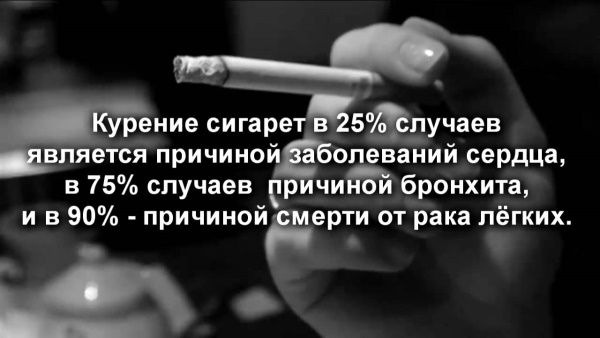 Курение сигарет в 25% случаев
является причиной заболеваний сердца,
в 75% случаев причиной бронхита,
и в 90% - причиной смерти от рака лёгких.